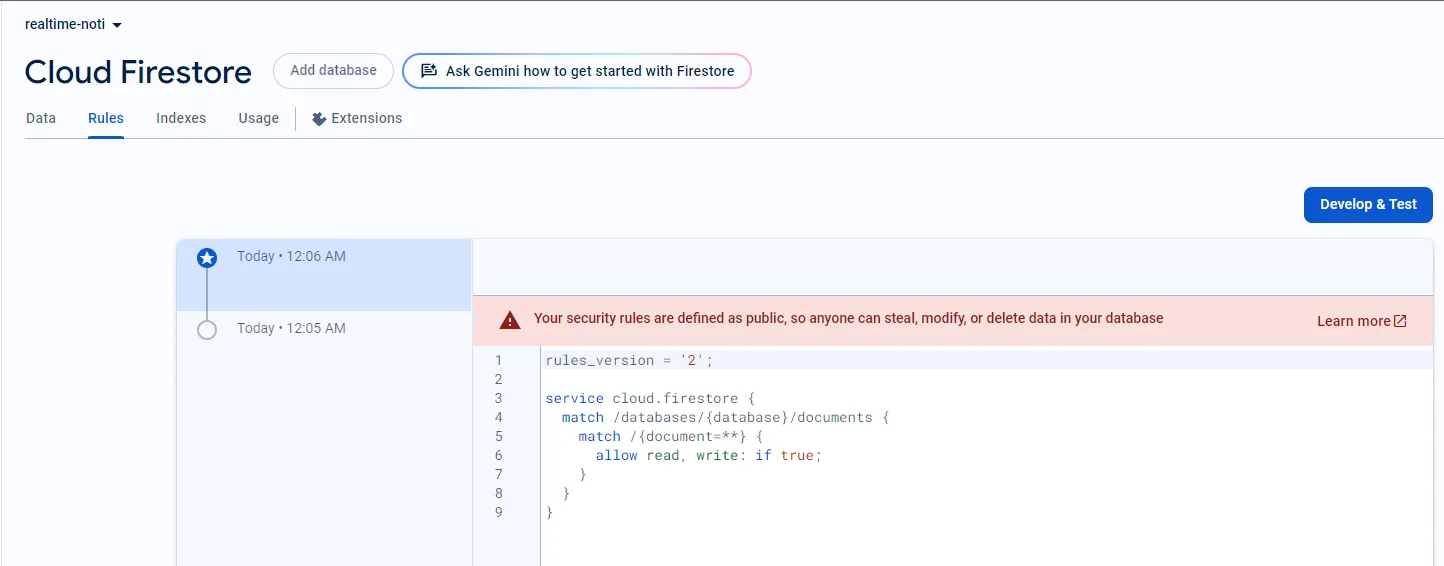 realtime-noti
Cloud Firestore
Add database
Ask Gemini how to get started with Firestore
Data
Rules
Indexes
Usage
Extensions
Develop & Test
Today • 12:06 AM
Today • 12:05 AM
Your security rules are defined as public, so anyone can steal, modify, or delete data in your database
Learn more
1 rules_version = '2';
2
3 service cloud.firestore {
4   match /databases/{database}/documents {
5     match /{document=**} {
6       allow read, write: if true;
7     }
8   }
9 }